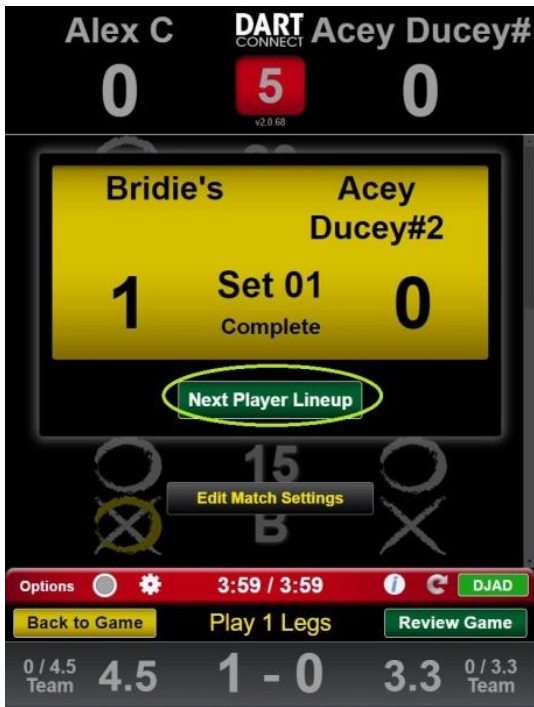 Alex C
DART
CONNECT
Acey Ducey#
0
5
0
v2.0.68
Bridie's
Acey
Ducey#2
1
Set 01
0
Complete
Next Player Lineup
15
Edit Match Settings
B
Options
3:59 / 3:59
i
DJAD
Back to Game
Play 1 Legs
Review Game
0 / 4.5
Team
4.5
1 - 0
3.3
0 / 3.3
Team